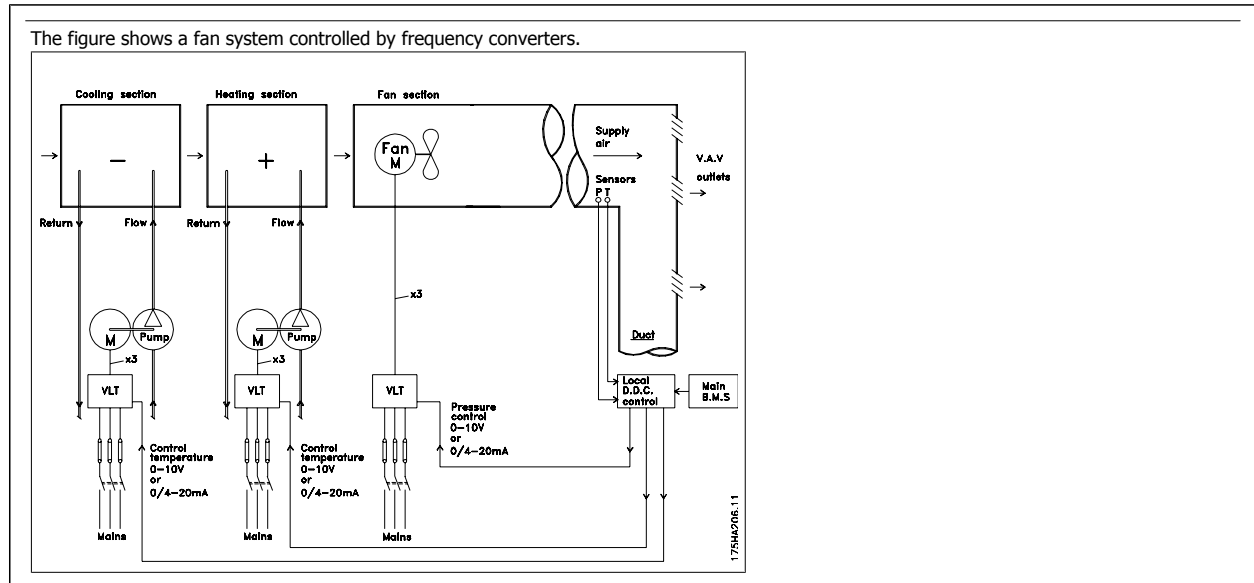 The figure shows a fan system controlled by frequency converters.
Cooling section
Heating section
Fan section
−
+
Fan
M
Supply
air
Sensors
P T
V.A.V
outlets
Return
Flow
Return
Flow
x3
Duct
M
Pump
M
Pump
x3
x3
VLT
VLT
VLT
Local
D.D.C.
control
Main
B.M.S
Pressure
control
0-10V
or
0/4-20mA
Control
temperature
0-10V
or
0/4-20mA
Control
temperature
0-10V
or
0/4-20mA
Mains
Mains
Mains
175HA206.11